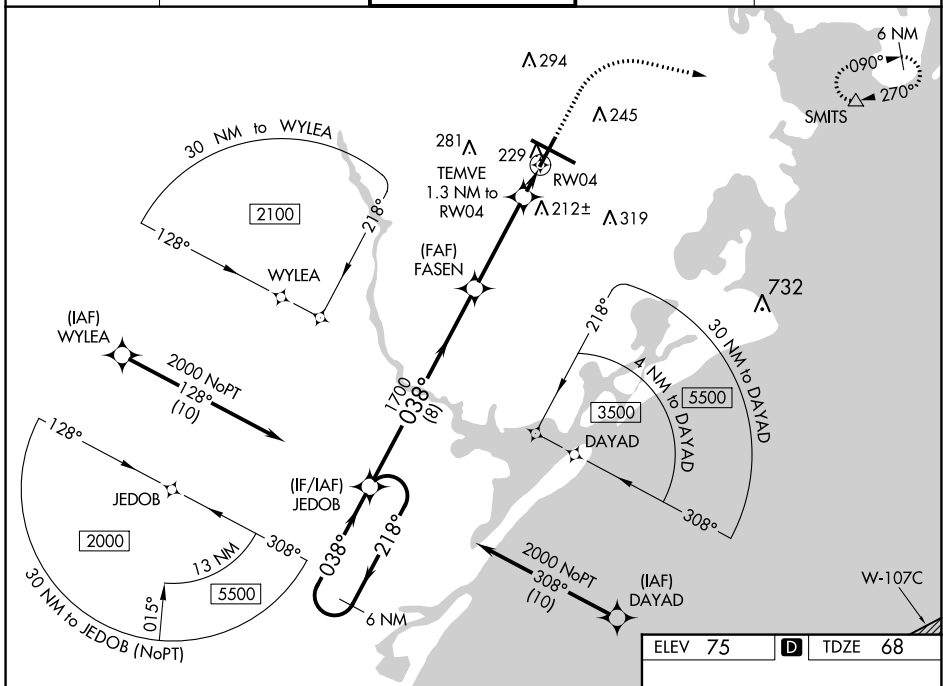 294
6 NM
090°
270°
SMITS
245
30 NM to WYLEA
281
229
TEMVE
1.3 NM to
RW04
RW04
2100
218°
212±
319
128°
(FAF)
FASEN
WYLEA
732
(IAF)
WYLEA
218°
30 NM to DAYAD
2000 NoPT
128°
(10)
4 NM to DAYAD
5500
1700
038°
(8)
3500
DAYAD
128°
(IF/IAF)
JEDOB
JEDOB
308°
2000
308°
038°
218°
13 NM
2000 NoPT
308°
(10)
(IAF)
DAYAD
W-107C
5500
015°
6 NM
30 NM to JEDOB (NoPT)
ELEV 75 D TDZE 68